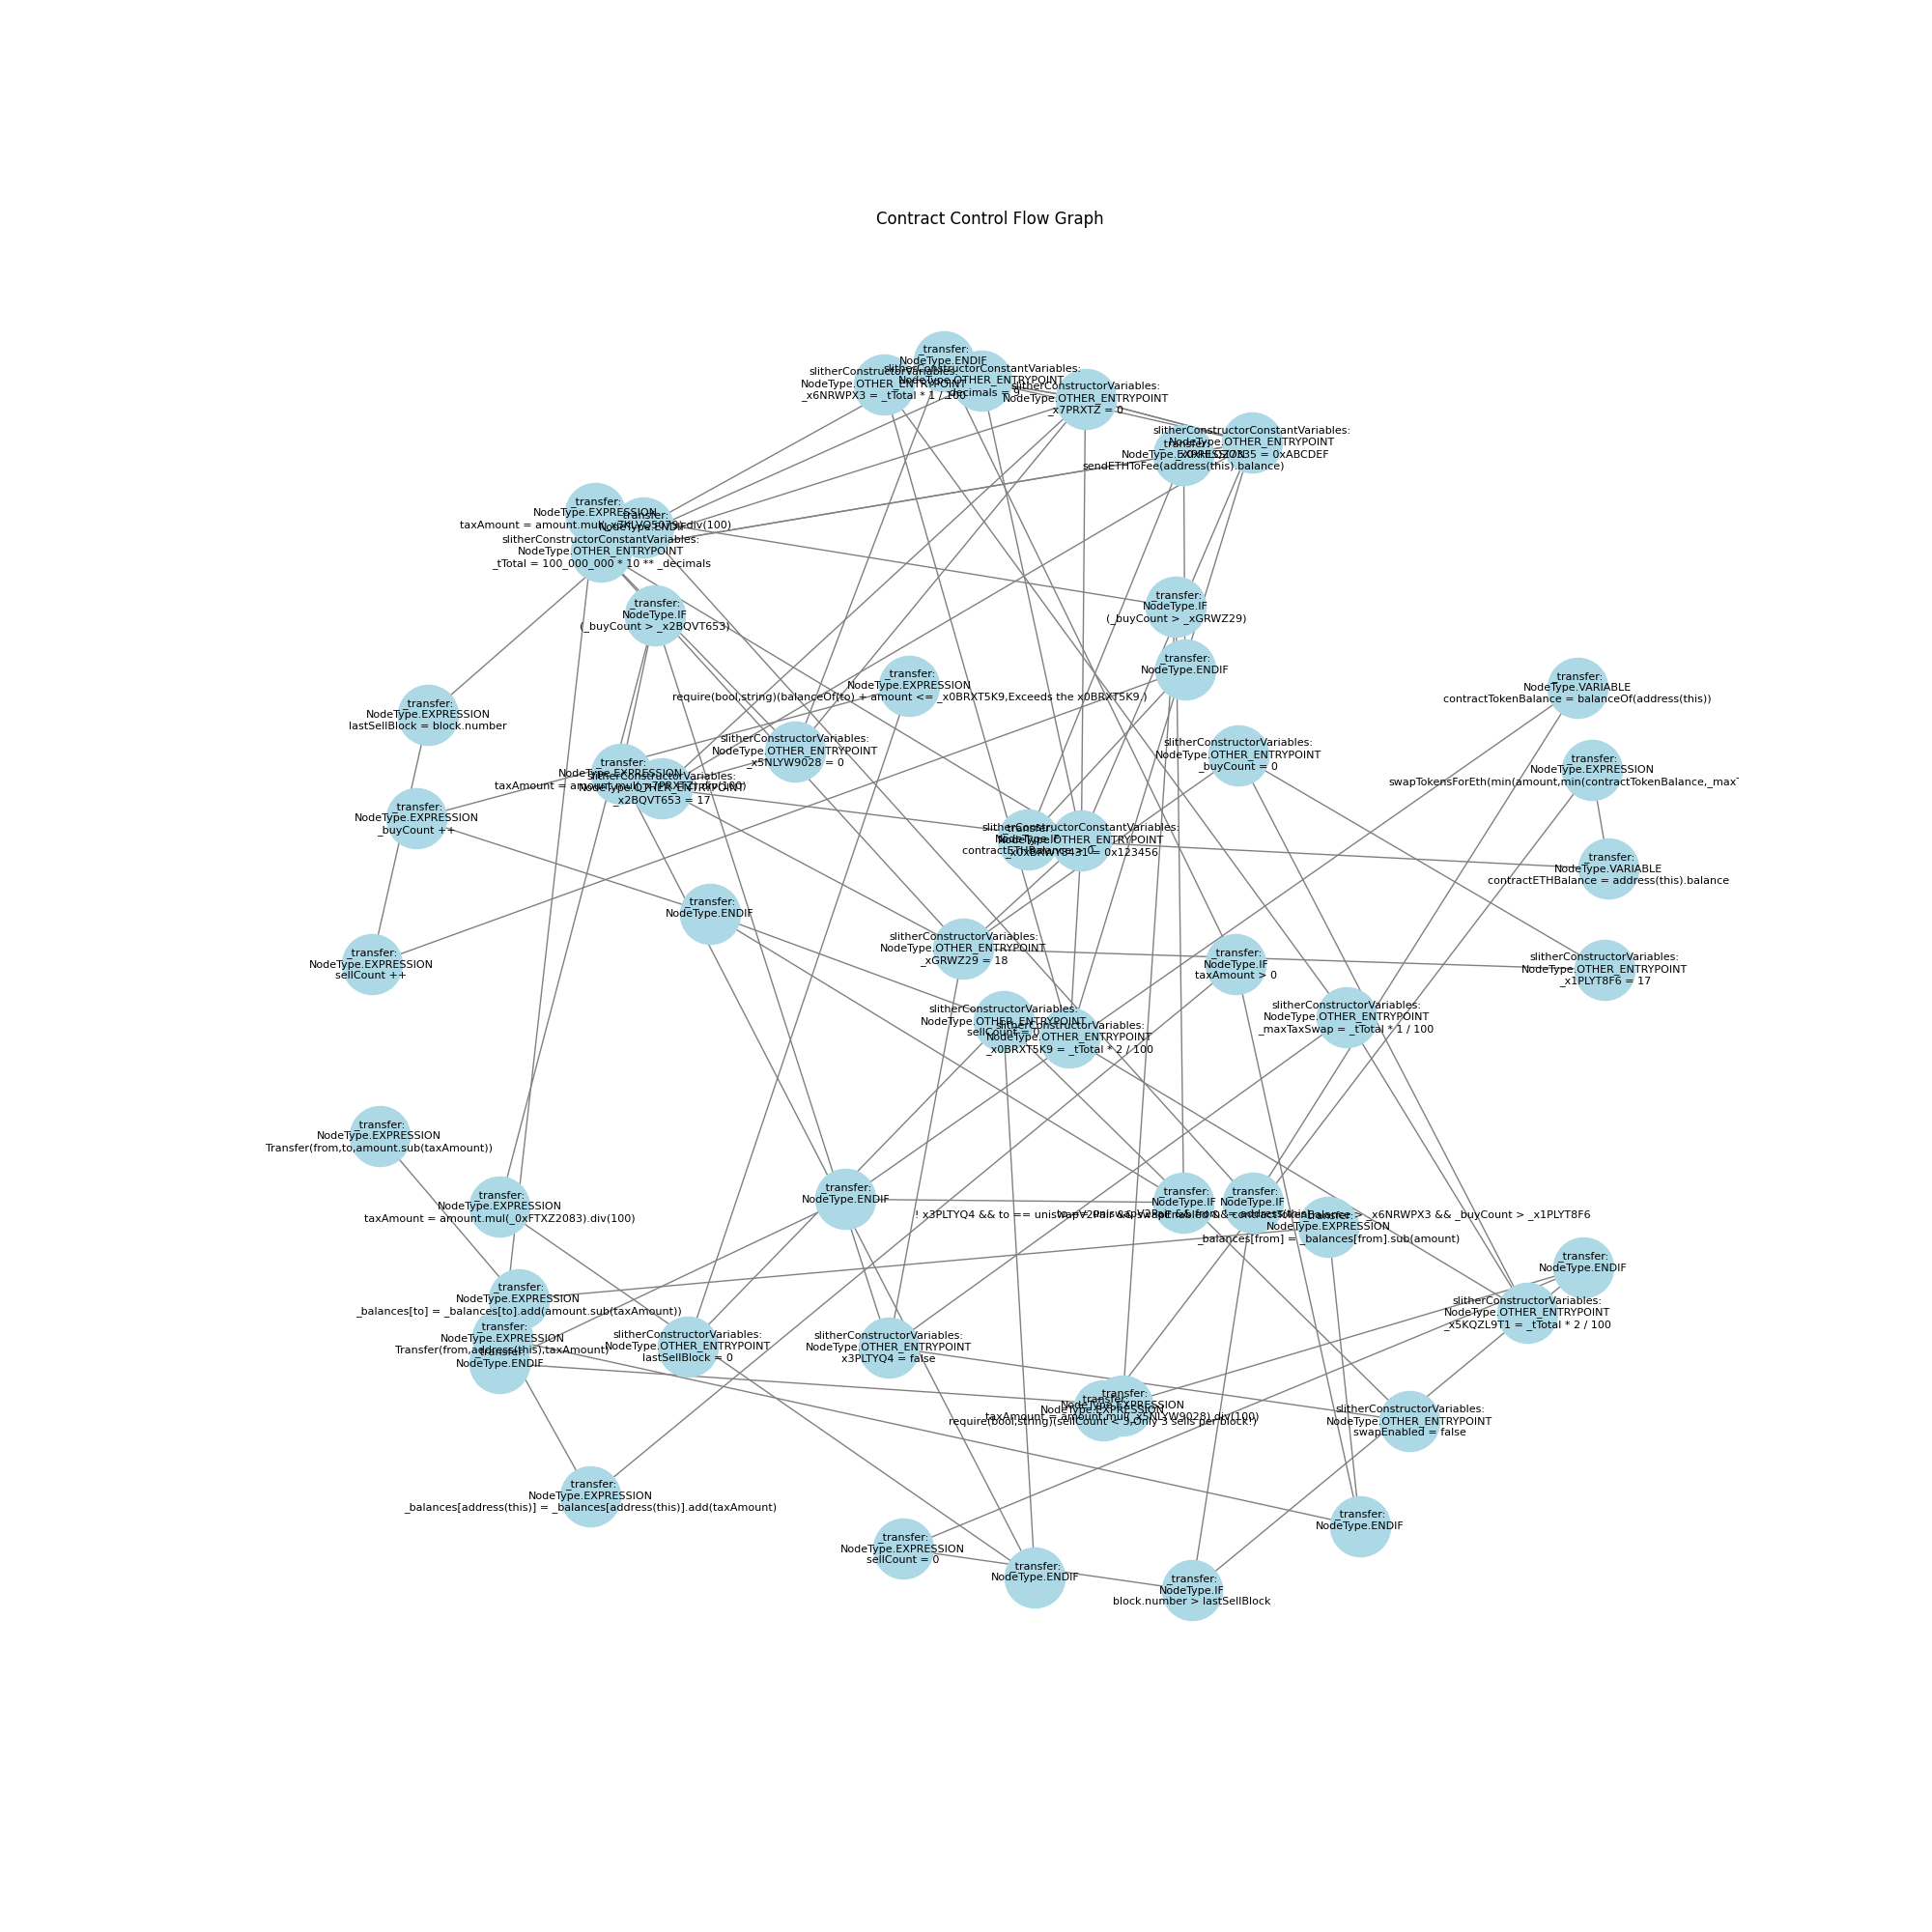 Contract Control Flow Graph
_transfer:
NodeType.ENDIF
slitherConstructorVariables:
NodeType.OTHER_ENTRYPOINT
_x6NRWPX3 = _tTotal * 1 / 100
slitherConstructorConstantVariables:
NodeType.OTHER_ENTRYPOINT
_decimals = 9
slitherConstructorVariables:
NodeType.OTHER_ENTRYPOINT
_x7PRXTZ = 0
slitherConstructorConstantVariables:
NodeType.OTHER_ENTRYPOINT
= 0xABCDEF
_transfer:
NodeType.EXPRESSION
sendETHToFee(address(this).balance)
_transfer:
NodeType.EXPRESSION
taxAmount = amount.mul( .div(100)
_transfer:
NodeType.ENDIF
slitherConstructorConstantVariables:
NodeType.OTHER_ENTRYPOINT
_tTotal = 100_000_000 * 10 ** _decimals
_transfer:
NodeType.IF
(_buyCount > _x2BQVT653)
_transfer:
NodeType.IF
(_buyCount > _xGRWZ29)
_transfer:
NodeType.ENDIF
_transfer:
NodeType.EXPRESSION
require(bool,string)(balanceOf(to) + amount <= _x0BRXT5K9,Exceeds the x0BRXT5K9.)
_transfer:
NodeType.VARIABLE
contractTokenBalance = balanceOf(address(this))
_transfer:
NodeType.EXPRESSION
lastSellBlock = block.number
slitherConstructorVariables:
NodeType.OTHER_ENTRYPOINT
_x5NLYW9028 = 0
slitherConstructorVariables:
NodeType.OTHER_ENTRYPOINT
_buyCount = 0
_transfer:
NodeType.EXPRESSION
swapTokensForEth(min(amount,min(contractTokenBalance,_max
_transfer:
NodeType.EXPRESSION
taxAmount = amount.mul(_x7PRXTZ).div(100)
slitherConstructorVariables:
NodeType.OTHER_ENTRYPOINT
_x2BQVT653 = 17
_transfer:
NodeType.EXPRESSION
_buyCount ++
_transfer:
NodeType.IF
contractETHBalance > 0
slitherConstructorConstantVariables:
NodeType.OTHER_ENTRYPOINT
= 0x123456
_transfer:
NodeType.VARIABLE
contractETHBalance = address(this).balance
_transfer:
NodeType.ENDIF
slitherConstructorVariables:
NodeType.OTHER_ENTRYPOINT
_xGRWZ29 = 18
_transfer:
NodeType.EXPRESSION
sellCount ++
_transfer:
NodeType.IF
taxAmount > 0
slitherConstructorVariables:
NodeType.OTHER_ENTRYPOINT
_x1PLYT8F6 = 17
slitherConstructorVariables:
NodeType.OTHER_ENTRYPOINT
sellCount = 0
slitherConstructorVariables:
NodeType.OTHER_ENTRYPOINT
_x0BRXT5K9 = _tTotal * 2 / 100
slitherConstructorVariables:
NodeType.OTHER_ENTRYPOINT
_maxTaxSwap = _tTotal * 1 / 100
_transfer:
NodeType.EXPRESSION
Transfer(from,to,amount.sub(taxAmount))
_transfer:
NodeType.EXPRESSION
taxAmount = amount.mul(_0xFTXZ2083).div(100)
_transfer:
NodeType.ENDIF
_transfer:
NodeType.IF
! x3PLTYQ4 && to == uniswapV2Pair && swapEnabled && contractTokenBalance > _x6NRWPX3 && _buyCount > _x1PLYT8F6
_transfer:
NodeType.IF
_transfer:
NodeType.EXPRESSION
_balances[from] = _balances[from].sub(amount)
_transfer:
NodeType.ENDIF
_transfer:
NodeType.EXPRESSION
_balances[to] = _balances[to].add(amount.sub(taxAmount))
slitherConstructorVariables:
NodeType.OTHER_ENTRYPOINT
_x5KQZL9T1 = _tTotal * 2 / 100
_transfer:
NodeType.EXPRESSION
Transfer(from,address(this),taxAmount)
_transfer:
NodeType.ENDIF
slitherConstructorVariables:
NodeType.OTHER_ENTRYPOINT
lastSellBlock = 0
slitherConstructorVariables:
NodeType.OTHER_ENTRYPOINT
x3PLTYQ4 = false
_transfer:
NodeType.EXPRESSION
taxAmount = amount.mul(_x5NLYW9028).div(100)
_transfer:
NodeType.EXPRESSION
require(bool,string)(sellCount < 3,Only 3 sells per block!)
slitherConstructorVariables:
NodeType.OTHER_ENTRYPOINT
swapEnabled = false
_transfer:
NodeType.EXPRESSION
_balances[address(this)] = _balances[address(this)].add(taxAmount)
_transfer:
NodeType.ENDIF
_transfer:
NodeType.EXPRESSION
sellCount = 0
_transfer:
NodeType.ENDIF
_transfer:
NodeType.IF
block.number > lastSellBlock